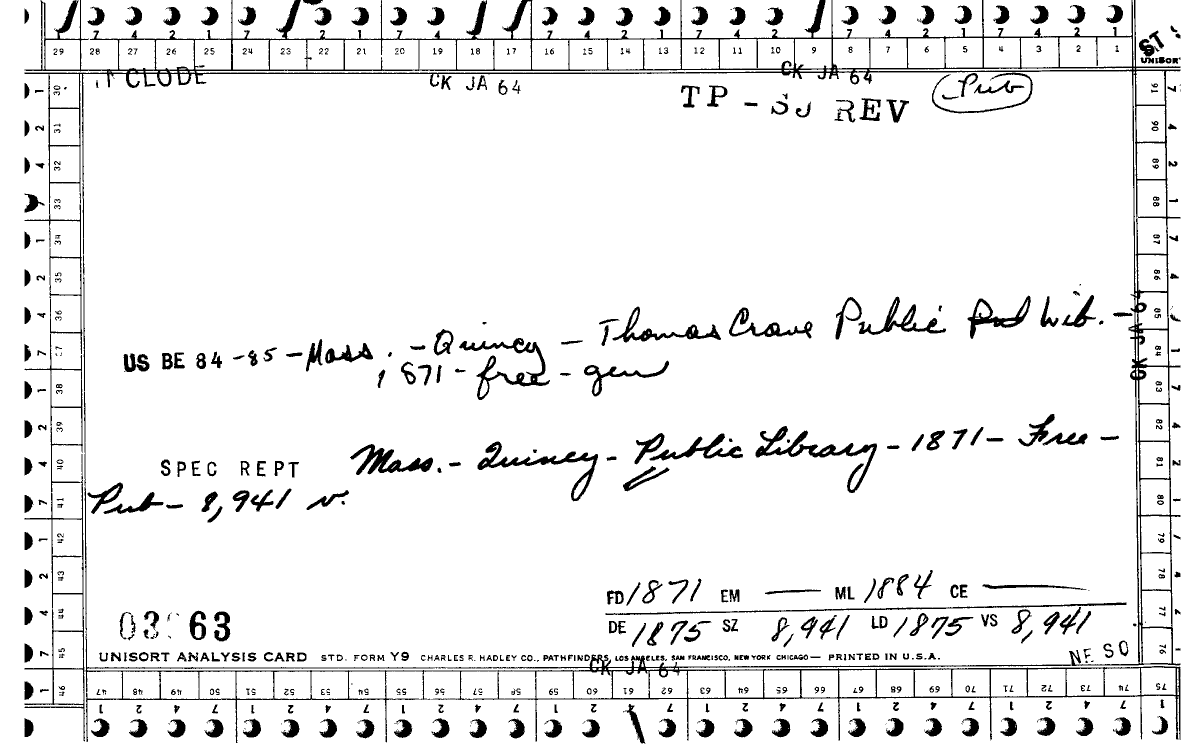 7 4 2 1 7 4 2 1 7 4 2 1 7 4 2 1 7 4 2 1 7 4 2 1 7 4 2 1
29 28 27 26 25 24 23 22 21 20 19 18 17 16 15 14 13 12 11 10 9 8 7 6 5 4 3 2 1
UNISORT
CLUDE CK JA 64 CK JA 64
TP - REV Pub
US BE 84-85-Mass. - Quincy - Thomas Crane Public Lib. -
1871-free-gen
CK JA 64
SPEC REPT Mass. - Quincy - Public Library - 1871 - Free -
Pub - 8,941 v.
FD 1871 EM — ML 1884 CE —
03 63
DE 1875 SZ 8,941 LD 1875 VS 8,941
UNISORT ANALYSIS CARD STD. FORM Y9 CHARLES R. HADLEY CO., PATHFINDERS, LOS ANGELES, SAN FRANCISCO, NEW YORK CHICAGO — PRINTED IN U.S.A.
CK JA 64
NE SO
46 47 48 49 50 51 52 53 54 55 56 57 58 59 60 61 62 63 64 65 66 67 68 69 70 71 72 73 74 75
1 2 4 7 1 2 4 7 1 2 4 7 1 2 4 7 1 2 4 7 1 2 4 7 1 2 4 7
30 31 32 33 34 35 36 37 38 39 40 41 42 43 44 45
91 90 89 88 87 86 85 84 83 82 81 80 79 78 77 76